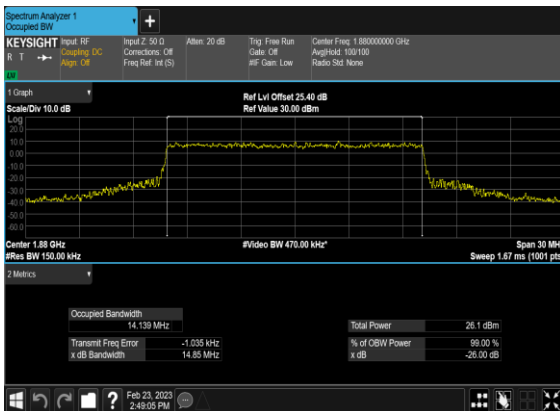 Spectrum Analyzer 1
Occupied BW
KEYSIGHT
R T
LV
Input: RF
Coupling: DC
Align: Off
Input Z: 50 Ω
Corrections: Off
Freq Ref: Int (S)
Atten: 20 dB
Trig: Free Run
Gate: Off
#IF Gain: Low
Center Freq: 1.880000000 GHz
Avg|Hold: 100/100
Radio Std: None
1 Graph
Scale/Div 10.0 dB
Ref Lvl Offset 25.40 dB
Ref Value 30.00 dBm
Log
20.0
10.0
0.00
-10.0
-20.0
-30.0
-40.0
-50.0
-60.0
Center 1.88 GHz
#Res BW 150.00 kHz
#Video BW 470.00 kHz*
Span 30 MH
Sweep 1.67 ms (1001 pts
2 Metrics
Occupied Bandwidth
14.139 MHz
Transmit Freq Error -1.035 kHz
x dB Bandwidth 14.85 MHz
Total Power 26.1 dBm
% of OBW Power 99.00 %
x dB -26.00 dB
?
Feb 23, 2023
2:49:05 PM